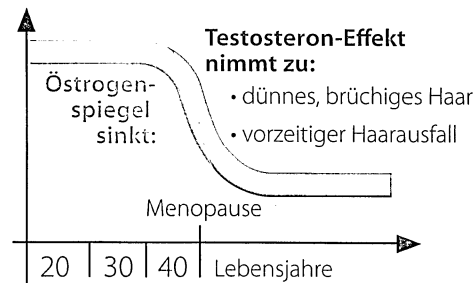 Testosteron-Effekt
nimmt zu:
• dünnes, brüchiges Haar
• vorzeitiger Haarausfall
Östrogen-
spiegel
sinkt:
Menopause
20 30 40 Lebensjahre